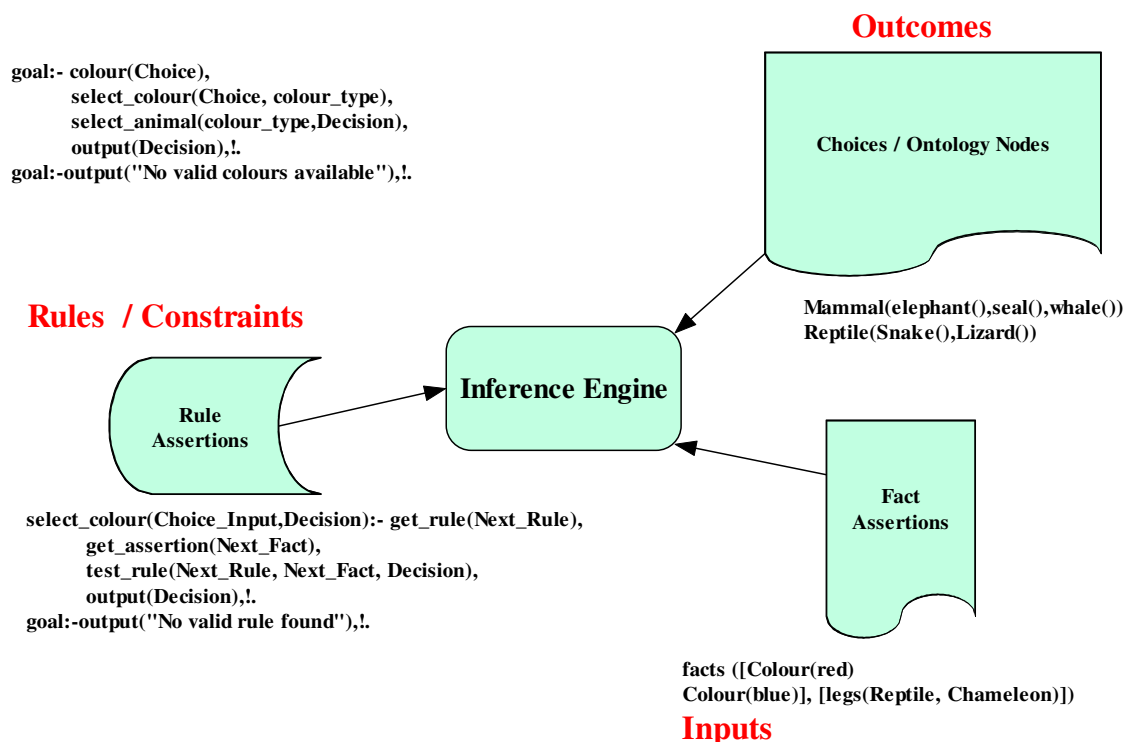 Outcomes
goal:- colour(Choice),
select_colour(Choice, colour_type),
select_animal(colour_type,Decision),
output(Decision),!.
goal:-output("No valid colours available"),!.
Choices / Ontology Nodes
Mammal(elephant(),seal(),whale())
Reptile(Snake(),Lizard())
Rules / Constraints
Rule
Assertions
Inference Engine
select_colour(Choice_Input,Decision):- get_rule(Next_Rule),
get_assertion(Next_Fact),
test_rule(Next_Rule, Next_Fact, Decision),
output(Decision),!.
goal:-output("No valid rule found"),!.
Fact
Assertions
facts ([Colour(red)
Colour(blue)], [legs(Reptile, Chameleon)])
Inputs